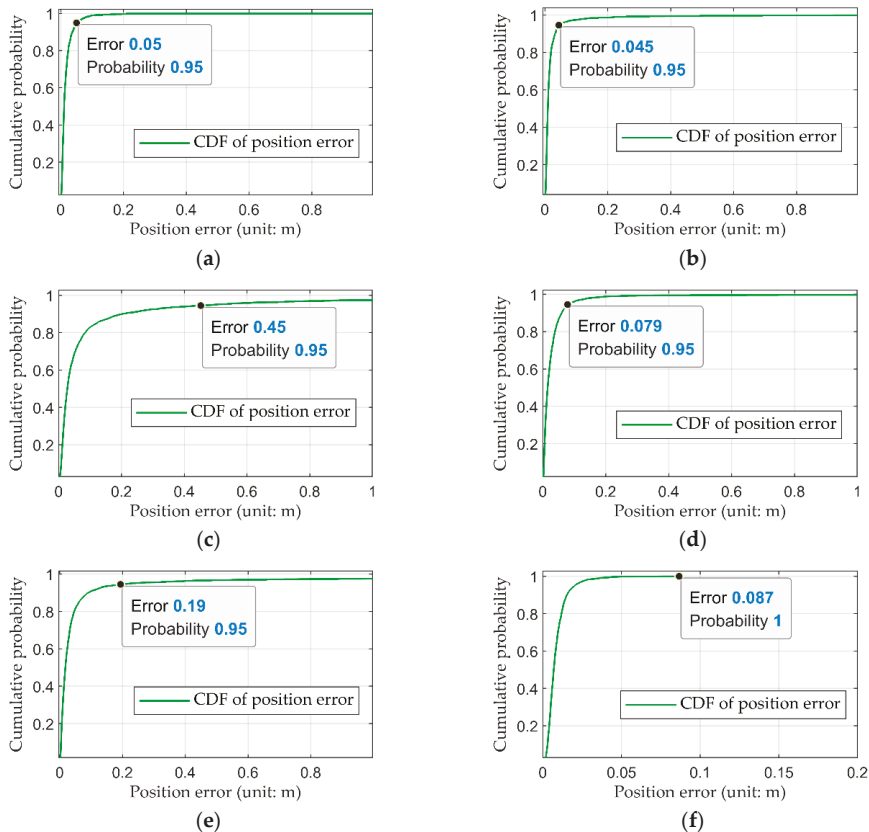 1
0.8
0.6
0.4
0.2
Cumulative probability
Error 0.05
Probability 0.95
CDF of position error
0 0.2 0.4 0.6 0.8
Position error (unit: m)
(a)
1
0.8
0.6
0.4
0.2
Cumulative probability
Error 0.045
Probability 0.95
CDF of position error
0 0.2 0.4 0.6 0.8
Position error (unit: m)
(b)
1
0.8
0.6
0.4
0.2
Cumulative probability
Error 0.45
Probability 0.95
CDF of position error
0 0.2 0.4 0.6 0.8 1
Position error (unit: m)
(c)
1
0.8
0.6
0.4
0.2
Cumulative probability
Error 0.079
Probability 0.95
CDF of position error
0 0.2 0.4 0.6 0.8 1
Position error (unit: m)
(d)
1
0.8
0.6
0.4
0.2
Cumulative probability
Error 0.19
Probability 0.95
CDF of position error
0 0.2 0.4 0.6 0.8
Position error (unit: m)
(e)
1
0.8
0.6
0.4
0.2
Cumulative probability
Error 0.087
Probability 1
CDF of position error
0 0.05 0.1 0.15 0.2
Position error (unit: m)
(f)